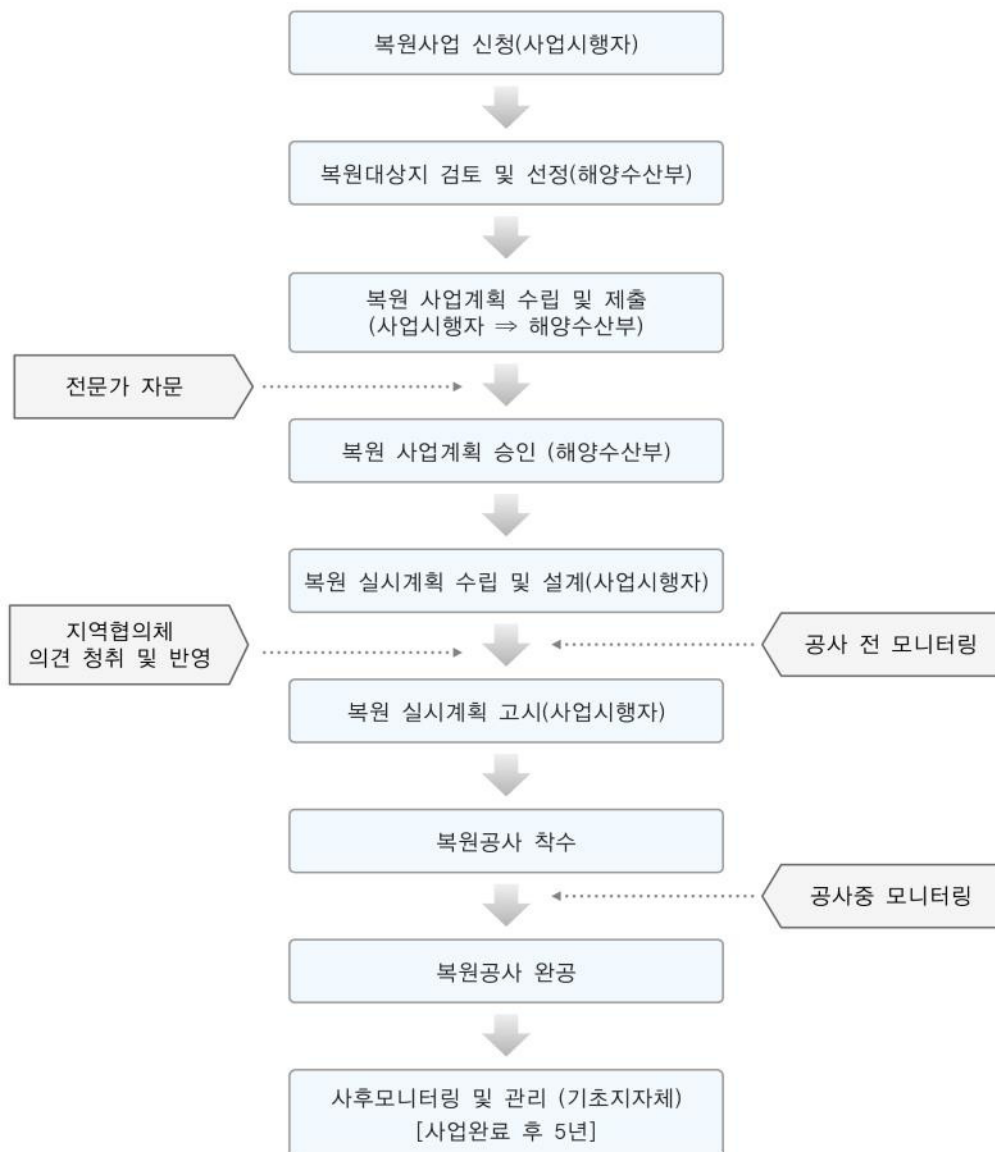 복원사업 신청(사업시행자)
복원대상지 검토 및 선정(해양수산부)
복원 사업계획 수립 및 제출
(사업시행자 ⇒ 해양수산부)
전문가 자문
복원 사업계획 승인 (해양수산부)
복원 실시계획 수립 및 설계(사업시행자)
지역협의체
의견 청취 및 반영
공사 전 모니터링
복원 실시계획 고시(사업시행자)
복원공사 착수
공사중 모니터링
복원공사 완공
사후모니터링 및 관리 (기초지자체)
[사업완료 후 5년]